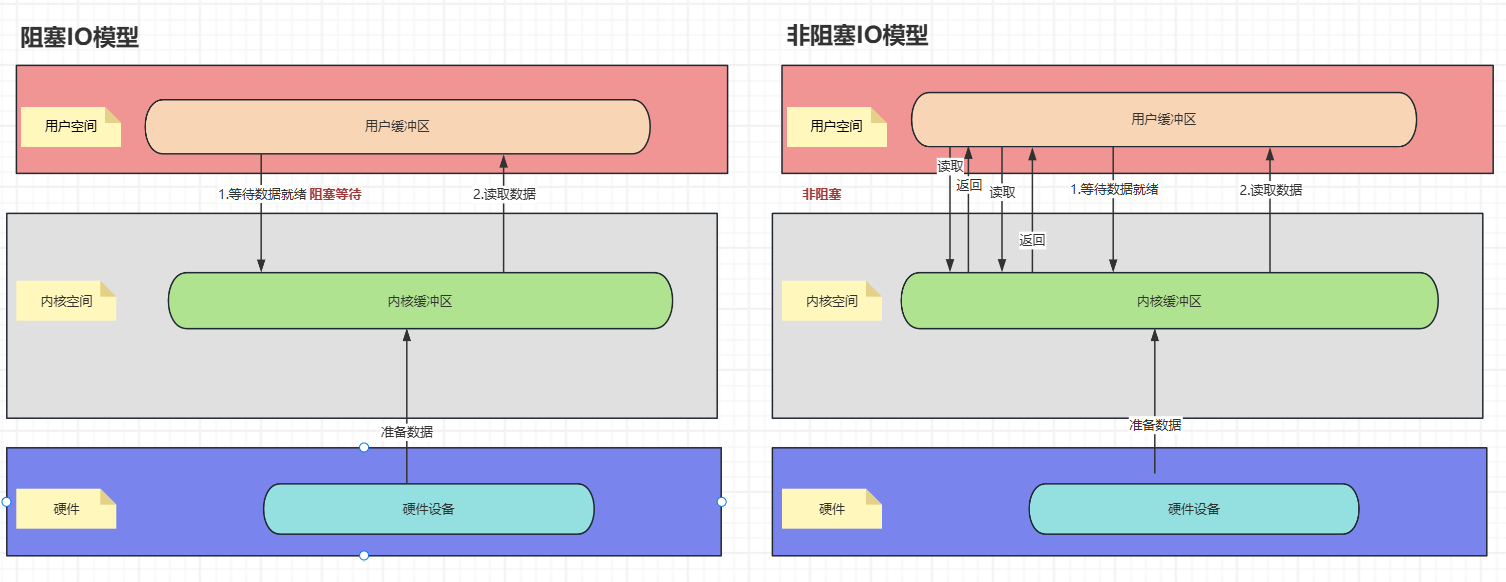 阻塞IO模型
用户空间
用户缓冲区
1.等待数据就绪 阻塞等待
2.读取数据
内核空间
内核缓冲区
准备数据
硬件
硬件设备
非阻塞IO模型
用户空间
用户缓冲区
非阻塞
读取
返回
读取
返回
1.等待数据就绪
2.读取数据
内核空间
内核缓冲区
准备数据
硬件
硬件设备